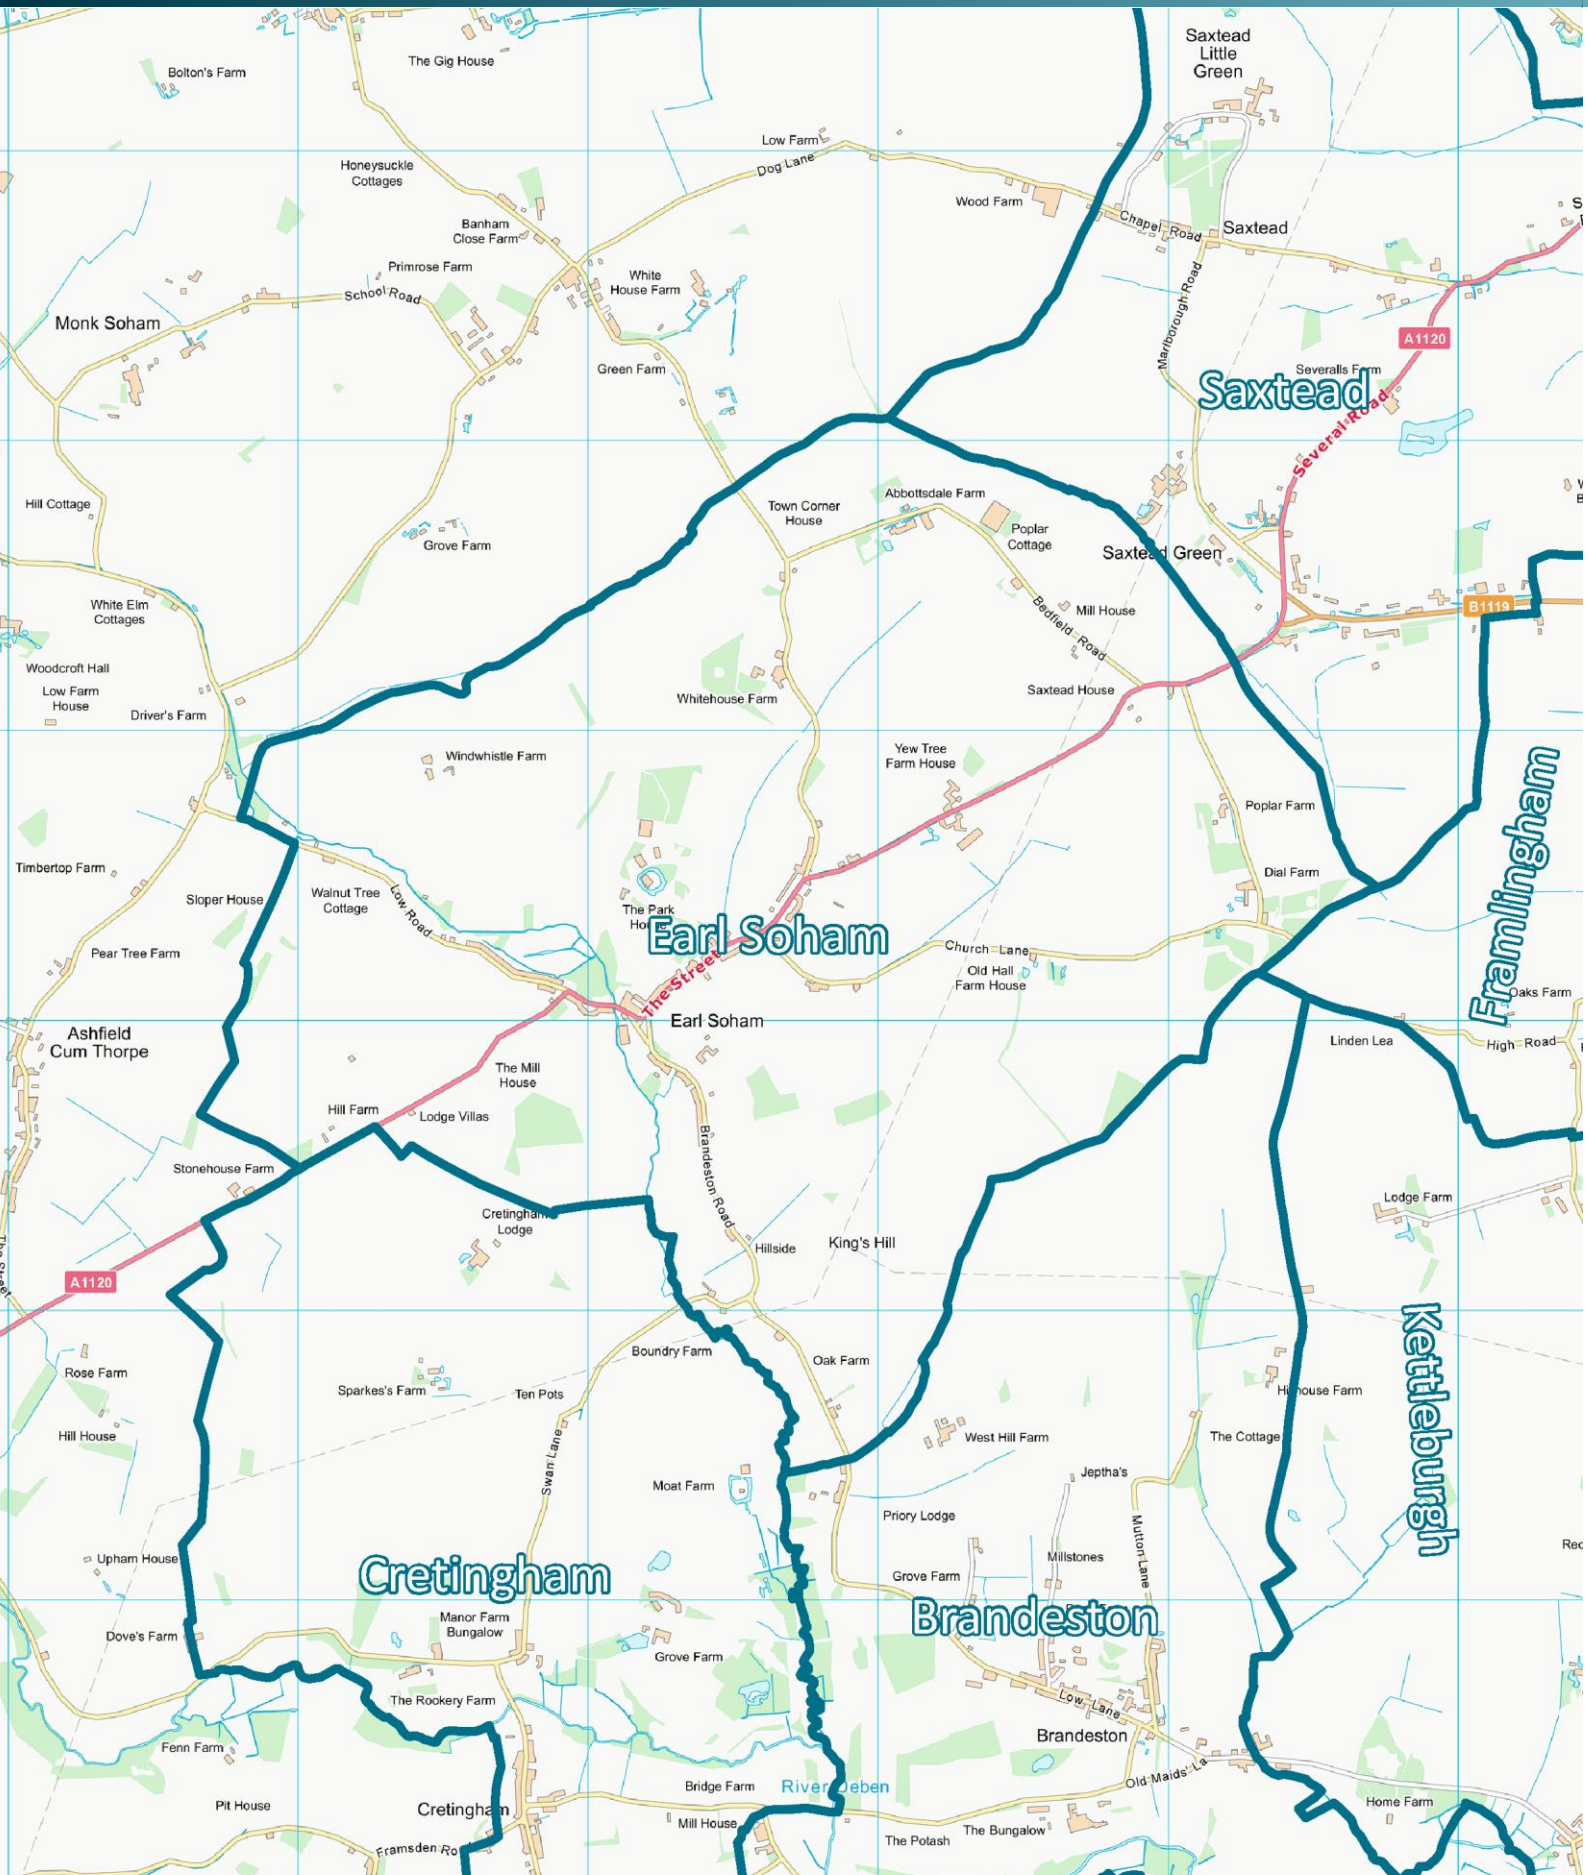 Bolton's Farm
The Gig House
Saxtead
Little
Green
Low Farm
Dog Lane
Honeysuckle
Cottages
Wood Farm
Chapel Road
Saxtead
Banham
Close Farm
Primrose Farm
School Road
White
House Farm
Monk Soham
Marlborough Road
A1120
Green Farm
Severalls Farm
Saxtead
Several Road
Hill Cottage
Grove Farm
Town Corner
House
Abbottsdale Farm
Poplar
Cottage
Saxtead Green
White Elm
Cottages
Bedfield Road
Mill House
B1119
Woodcroft Hall
Low Farm
House
Driver's Farm
Whitehouse Farm
Saxtead House
Windwhistle Farm
Yew Tree
Farm House
Poplar Farm
Framlingham
Timbertop Farm
Sloper House
Walnut Tree
Cottage
Low Road
The Park
Dial Farm
Earl Soham
The Street
Church Lane
Pear Tree Farm
Old Hall
Farm House
Oaks Farm
Ashfield
Cum Thorpe
Earl Soham
Linden Lea
High Road
The Mill
House
Hill Farm
Lodge Villas
Brandeston Road
Stonehouse Farm
Cretingham
Lodge
Lodge Farm
The Street
A1120
Hillside
King's Hill
Kettleburgh
Rose Farm
Boundry Farm
Oak Farm
Sparkes's Farm
Ten Pots
Hillhouse Farm
Hill House
Swan Lane
West Hill Farm
The Cottage
Moat Farm
Jeptha's
Priory Lodge
Mutton Lane
Upham House
Cretingham
Millstones
Grove Farm
Brandeston
Manor Farm
Bungalow
Dove's Farm
Grove Farm
The Rookery Farm
Low Lane
Brandeston
Fenn Farm
Old Maids' La
Bridge Farm
River Deben
Pit House
Cretingham
Home Farm
Mill House
The Potash
The Bungalow
Framsden Ro